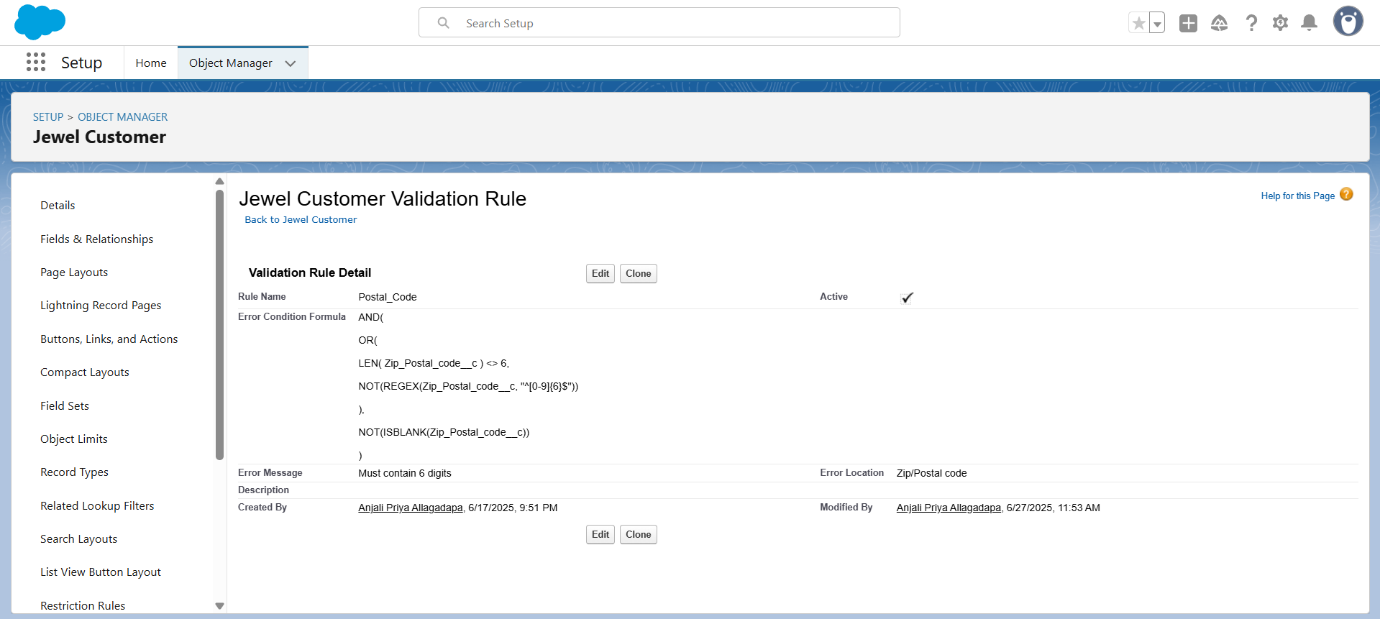 Search Setup
Setup
Home
Object Manager
SETUP > OBJECT MANAGER
Jewel Customer
Details
Fields & Relationships
Page Layouts
Lightning Record Pages
Buttons, Links, and Actions
Compact Layouts
Field Sets
Object Limits
Record Types
Related Lookup Filters
Search Layouts
List View Button Layout
Restriction Rules
Jewel Customer Validation Rule
Back to Jewel Customer
Help for this Page
Validation Rule Detail
Edit
Clone
Rule Name Postal_Code
Active
Error Condition Formula AND(
OR(
LEN( Zip_Postal_code__c ) <> 6,
NOT(REGEX(Zip_Postal_code__c, "^[0-9]{6}$"))
),
NOT(ISBLANK(Zip_Postal_code__c))
)
Error Message Must contain 6 digits
Error Location Zip/Postal code
Description
Created By Anjali Priya Allagadapa, 6/17/2025, 9:51 PM
Modified By Anjali Priya Allagadapa, 6/27/2025, 11:53 AM
Edit
Clone